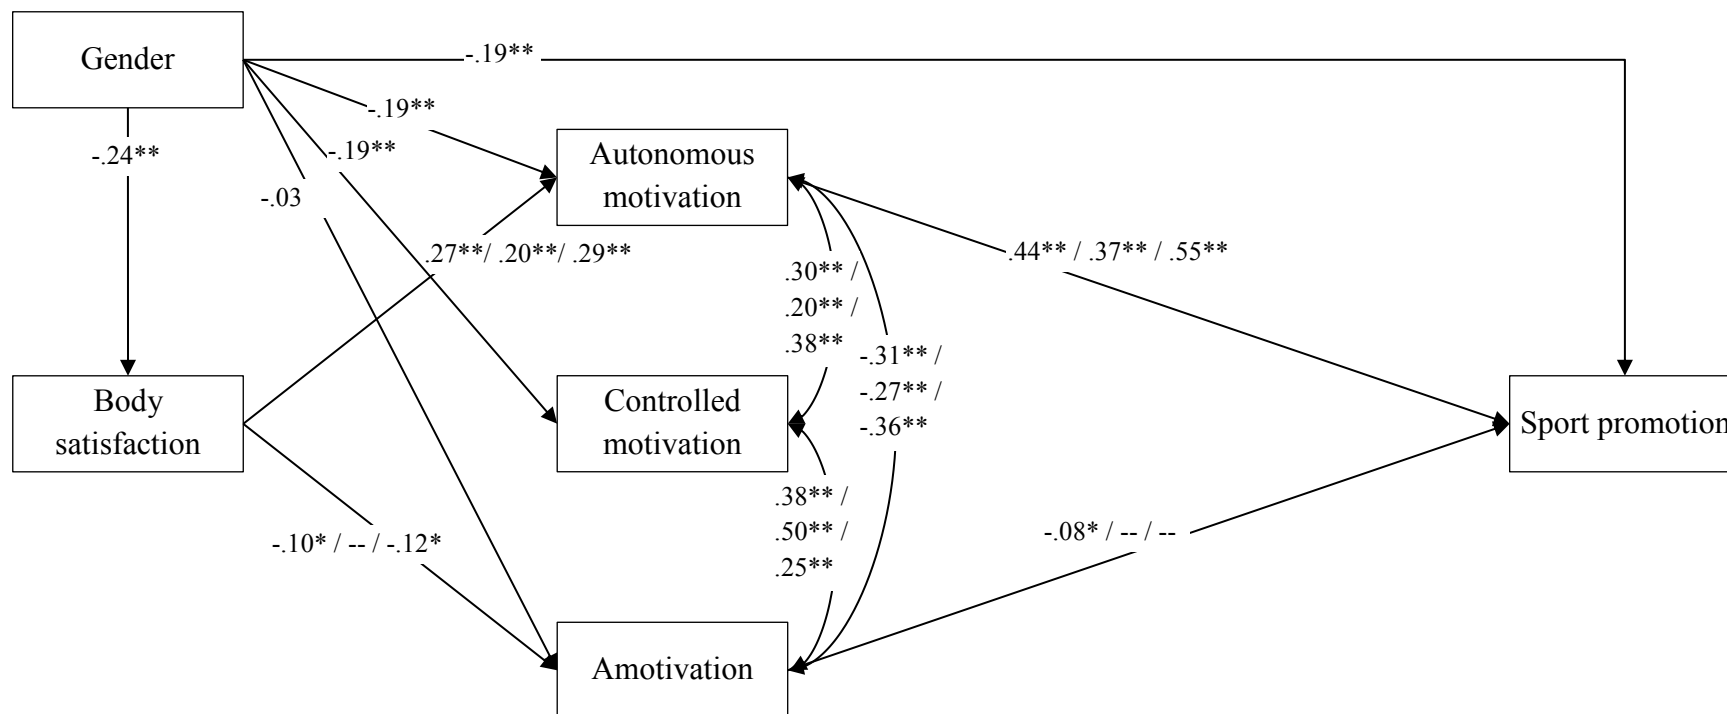 Gender
-.19**
-.19**
-.24**
-.19**
Autonomous
motivation
-.03
.27**/ .20**/ .29**
.44** / .37** / .55**
.30** /
.20** /
.38**
-.31** /
-.27** /
-.36**
Body
satisfaction
Controlled
motivation
Sport promotion
.38** /
.50** /
.25**
-.10* / -- / -.12*
-.08* / -- / --
Amotivation